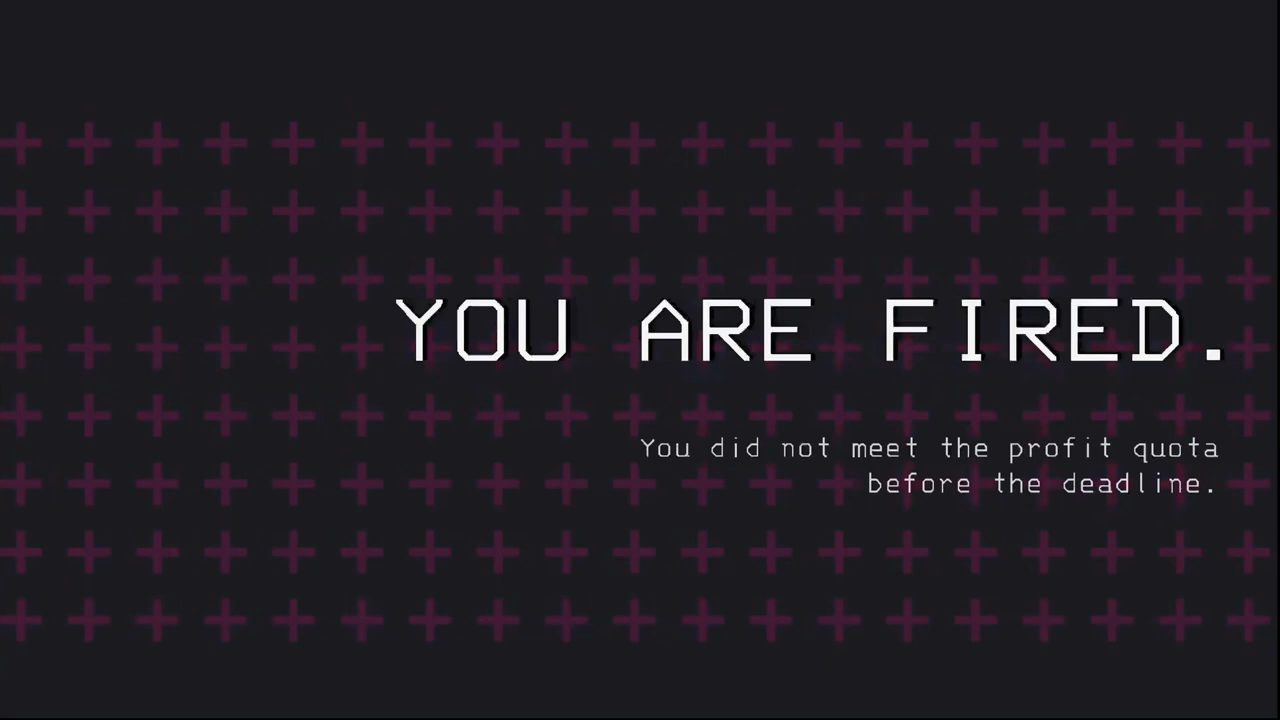 YOU ARE FIRED.
You did not meet the profit quota
before the deadline.